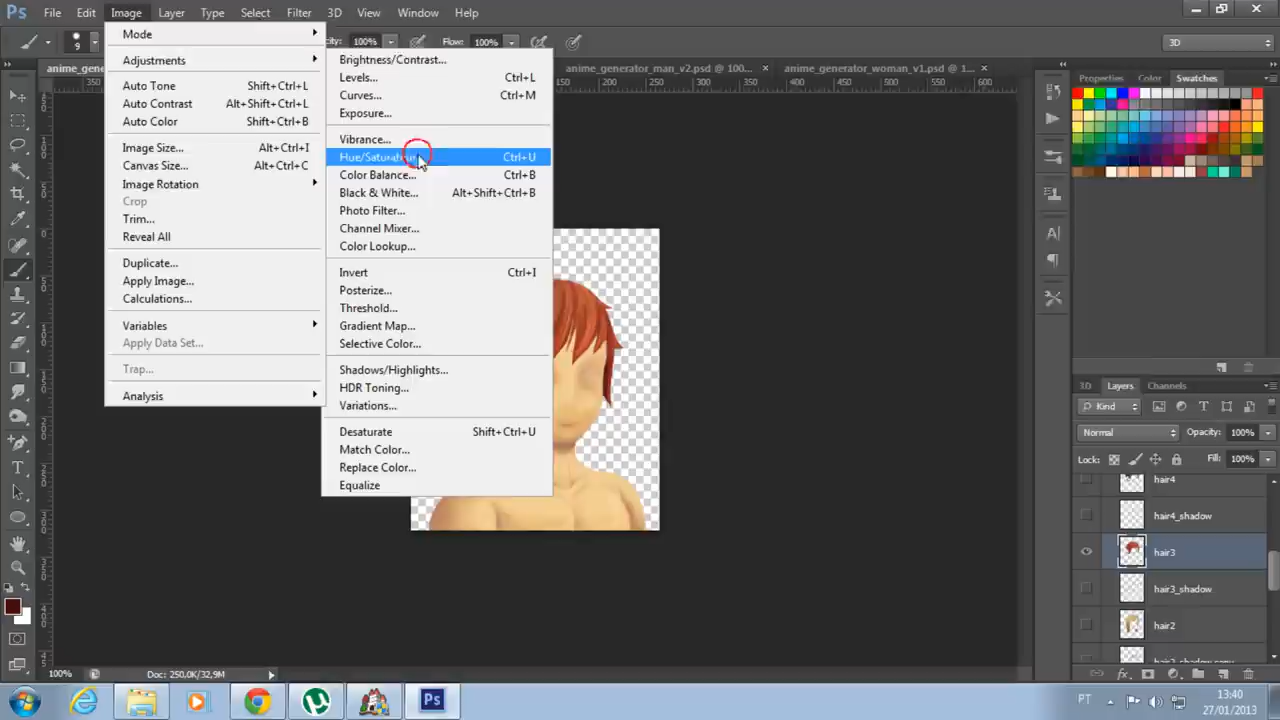 Ps File Edit Image Layer Type Select Filter 3D View Window Help
9 100% Flow: 100% 3D
anime_generator_man_v2.psd @ 100... × anime_generator_woman_v1.psd @ 1... ×
Mode
Adjustments
Auto Tone Shift+Ctrl+L
Auto Contrast Alt+Shift+Ctrl+L
Auto Color Shift+Ctrl+B
Image Size... Alt+Ctrl+I
Canvas Size... Alt+Ctrl+C
Image Rotation
Crop
Trim...
Reveal All
Duplicate...
Apply Image...
Calculations...
Variables
Apply Data Set...
Trap...
Analysis
Brightness/Contrast...
Levels... Ctrl+L
Curves... Ctrl+M
Exposure...
Vibrance...
Hue/Saturation... Ctrl+U
Color Balance... Ctrl+B
Black & White... Alt+Shift+Ctrl+B
Photo Filter...
Channel Mixer...
Color Lookup...
Invert Ctrl+I
Posterize...
Threshold...
Gradient Map...
Selective Color...
Shadows/Highlights...
HDR Toning...
Variations...
Desaturate Shift+Ctrl+U
Match Color...
Replace Color...
Equalize
Properties Color Swatches
3D Layers Channels
Kind
Normal Opacity: 100%
Lock: Fill: 100%
hair4
hair4_shadow
hair3
hair3_shadow
hair2
100% Doc: 250,0K/32,9M
PT 13:40
27/01/2013